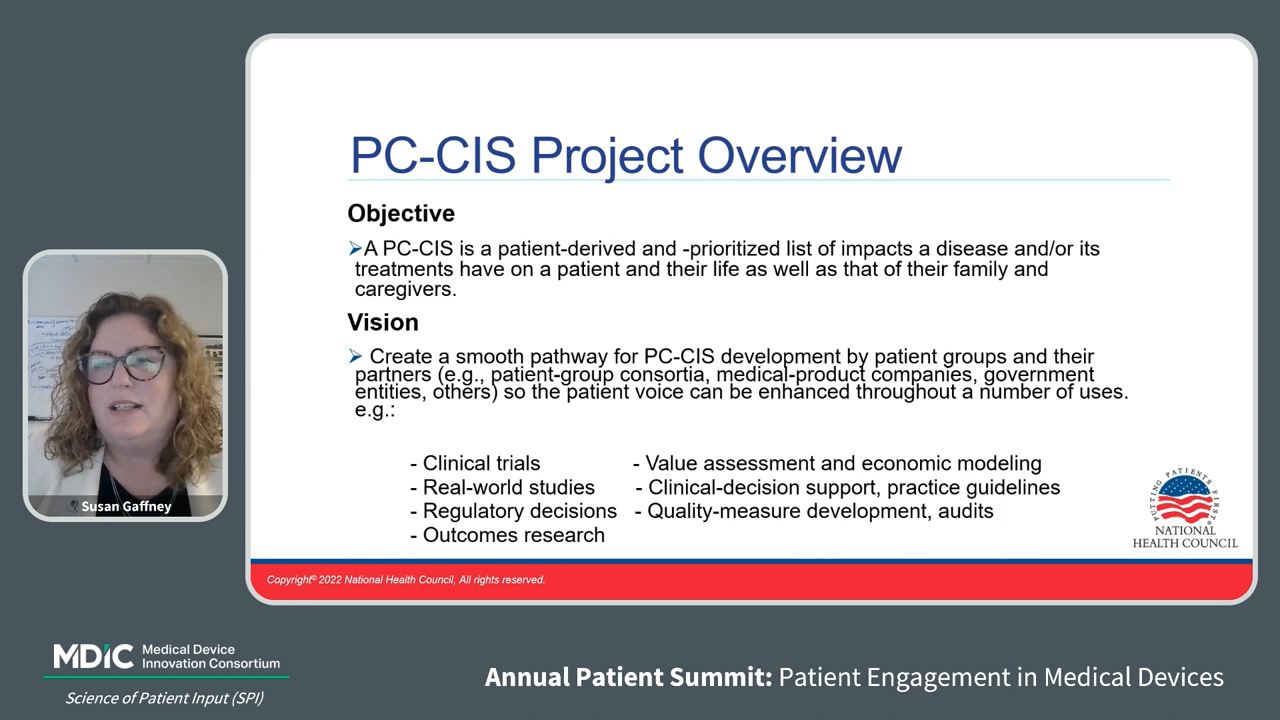 PC-CIS Project Overview
Objective
➢A PC-CIS is a patient-derived and -prioritized list of impacts a disease and/or its
treatments have on a patient and their life as well as that of their family and
caregivers.
Vision
➢ Create a smooth pathway for PC-CIS development by patient groups and their
partners (e.g., patient-group consortia, medical-product companies, government
entities, others) so the patient voice can be enhanced throughout a number of uses.
e.g.:
- Clinical trials - Value assessment and economic modeling
- Real-world studies - Clinical-decision support, practice guidelines
- Regulatory decisions - Quality-measure development, audits
- Outcomes research
PUTTING PATIENTS FIRST®
NATIONAL
HEALTH COUNCIL
Copyright© 2022 National Health Council, All rights reserved.
Susan Gaffney
MDIC Medical Device
Innovation Consortium
Science of Patient Input (SPI)
Annual Patient Summit: Patient Engagement in Medical Devices